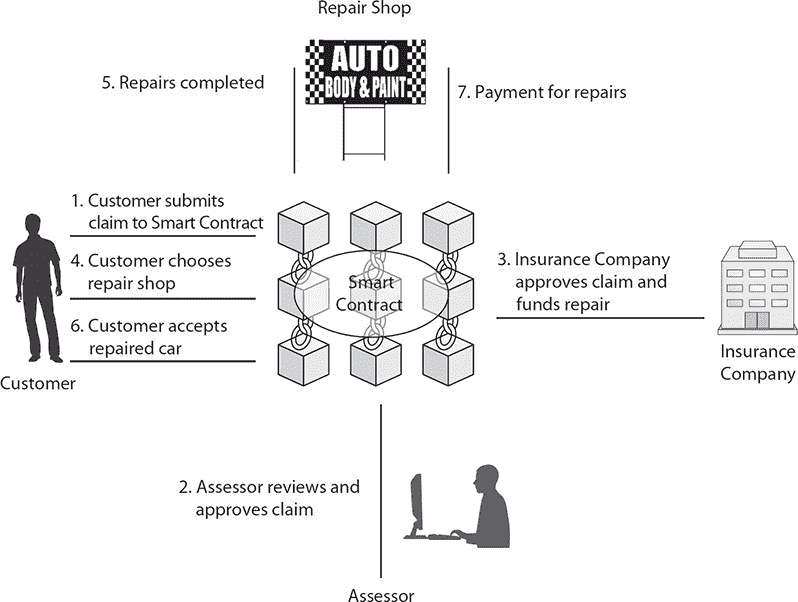 Repair Shop
AUTO
BODY & PAINT
5. Repairs completed
7. Payment for repairs
1. Customer submits
claim to Smart Contract
4. Customer chooses
repair shop
6. Customer accepts
repaired car
Customer
Smart
Contract
3. Insurance Company
approves claim and
funds repair
Insurance
Company
2. Assessor reviews and
approves claim
Assessor